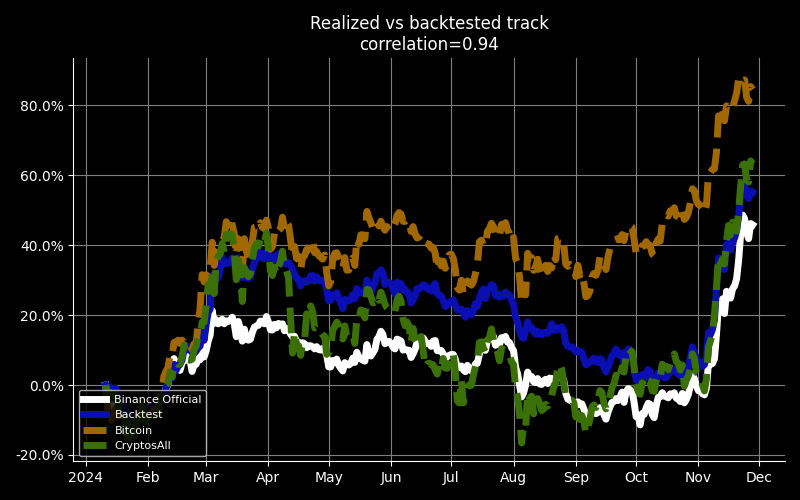 Realized vs backtested track
correlation=0.94
80.0%
60.0%
40.0%
20.0%
0.0%
-20.0%
Binance Official
Backtest
Bitcoin
CryptosAll
2024 Feb Mar Apr May Jun Jul Aug Sep Oct Nov Dec